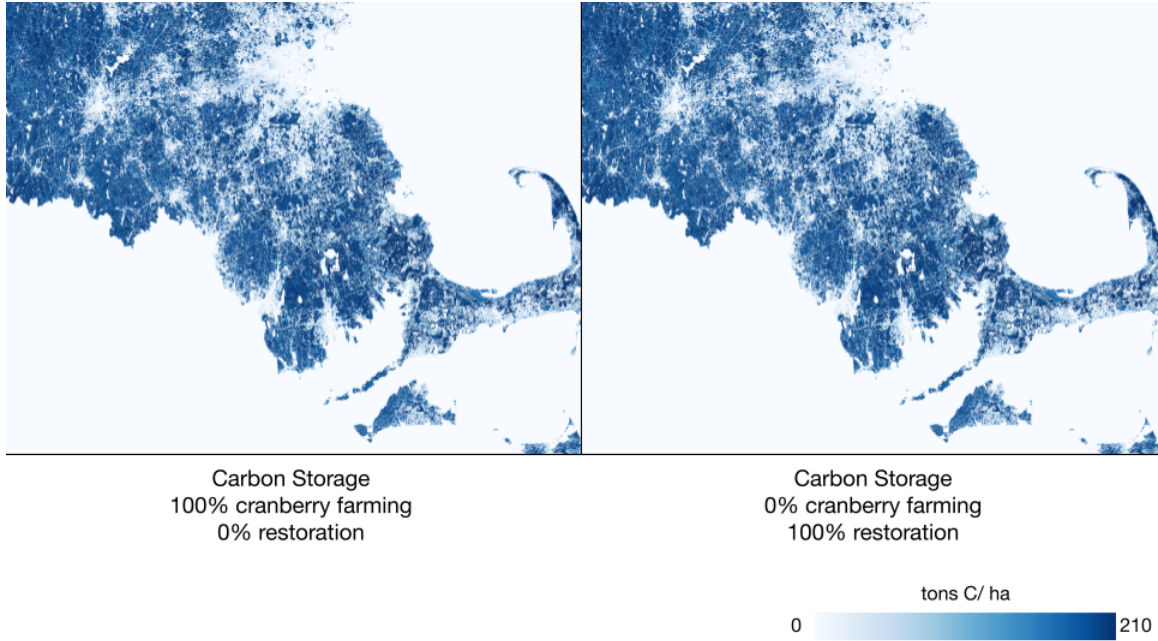 Carbon Storage
100% cranberry farming
0% restoration
Carbon Storage
0% cranberry farming
100% restoration
tons C/ ha
0 210